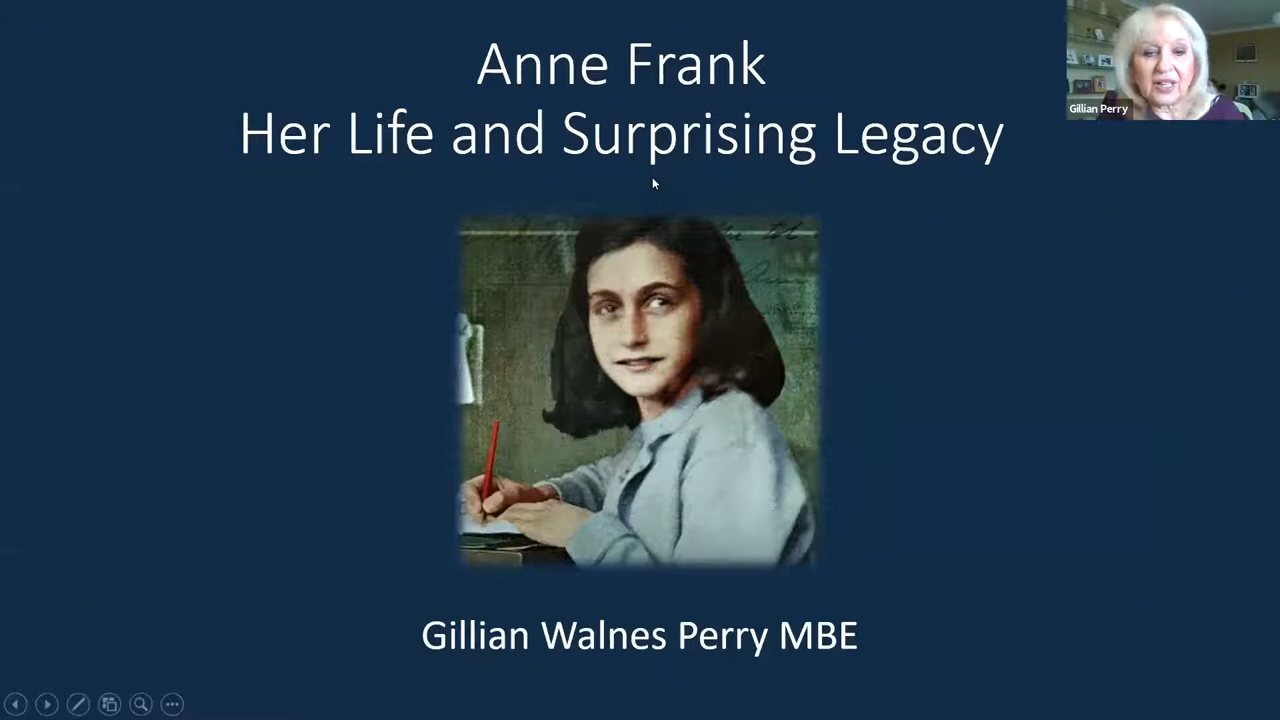 Anne Frank
Her Life and Surprising Legacy
Gillian Perry
Gillian Walnes Perry MBE